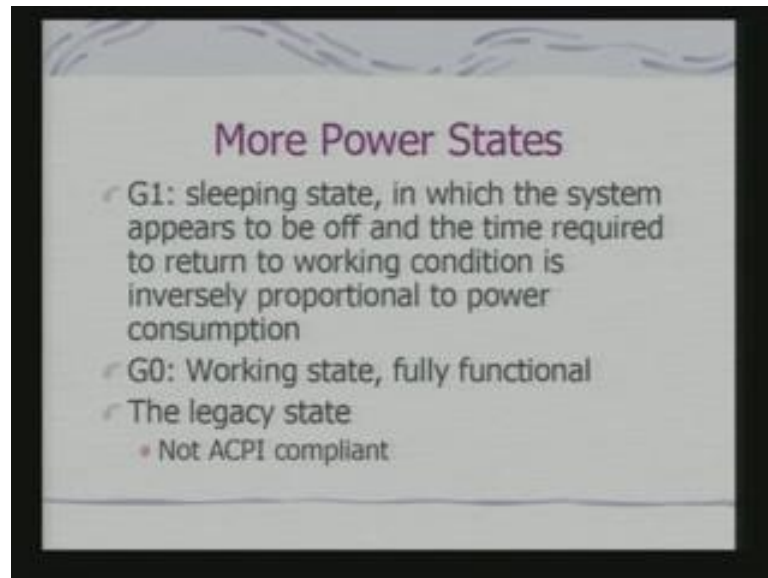 More Power States
G1: sleeping state, in which the system
appears to be off and the time required
to return to working condition is
inversely proportional to power
consumption
G0: Working state, fully functional
The legacy state
Not ACPI compliant